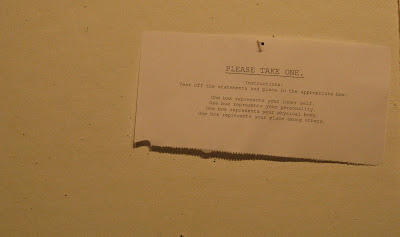 PLEASE TAKE ONE.
Instructions:
Tear off the statements and place in the appropriate box:
One box represents your inner self.
One box represents your personality.
One box represents your physical body.
One box represents your place among others.